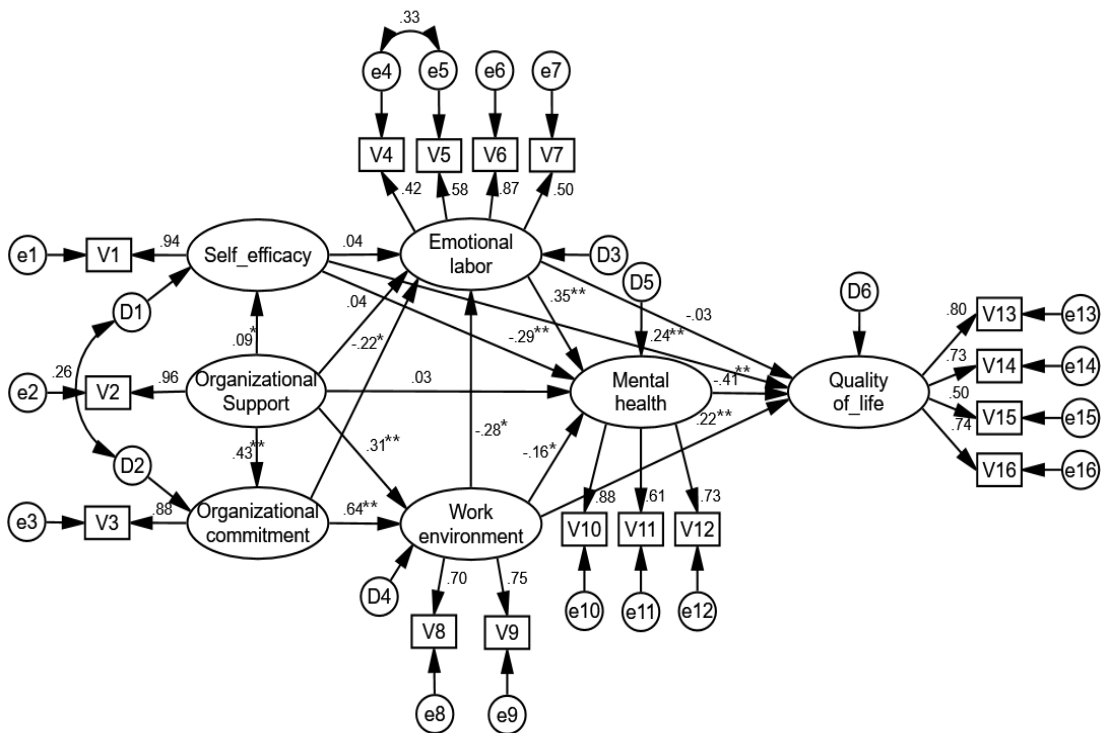 .33
e4
e5
e6
e7
V4
V5
V6
V7
.42
.58
.87
.50
e1
V1
.94
Self_efficacy
.04
Emotional
labor
D3
D1
.04
.35**
D5
-.03
D6
.80
V13
e13
.09*
-.22*
-.29**
.24**
.26
e2
V2
.96
Organizational
Support
.03
Mental
health
-.41**
Quality
of_life
.73
V14
e14
.50
V15
e15
.22**
.74
.43**
.31**
-.28*
-.16*
D2
V16
e16
e3
V3
.88
Organizational
commitment
.64**
Work
environment
.88
.61
.73
V10
V11
V12
D4
.70
.75
e10
e11
e12
V8
V9
e8
e9